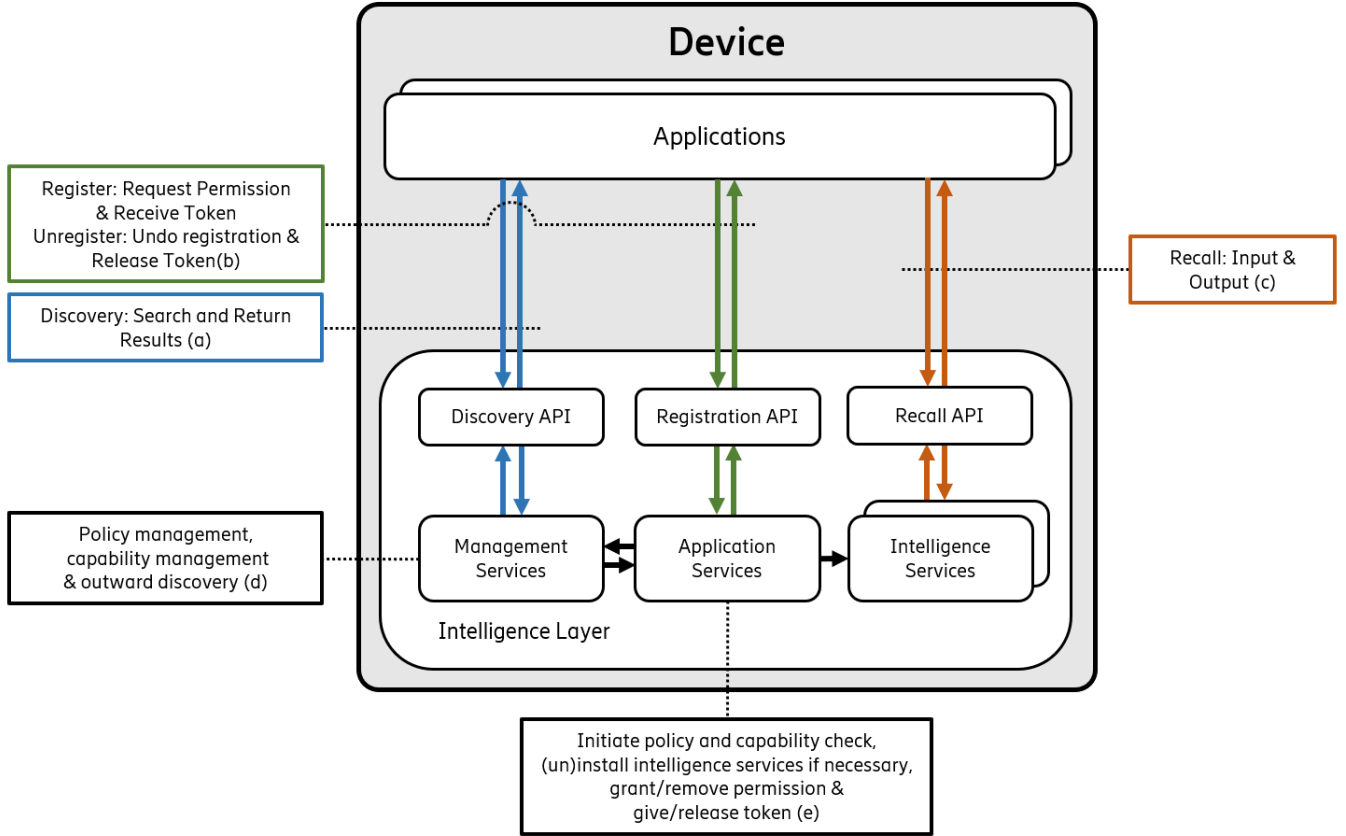 Device
Applications
Register: Request Permission
& Receive Token
Unregister: Undo registration &
Release Token(b)
Recall: Input &
Output (c)
Discovery: Search and Return
Results (a)
Discovery API
Registration API
Recall API
Policy management,
capability management
& outward discovery (d)
Management
Services
Application
Services
Intelligence
Services
Intelligence Layer
Initiate policy and capability check,
(un)install intelligence services if necessary,
grant/remove permission &
give/release token (e)